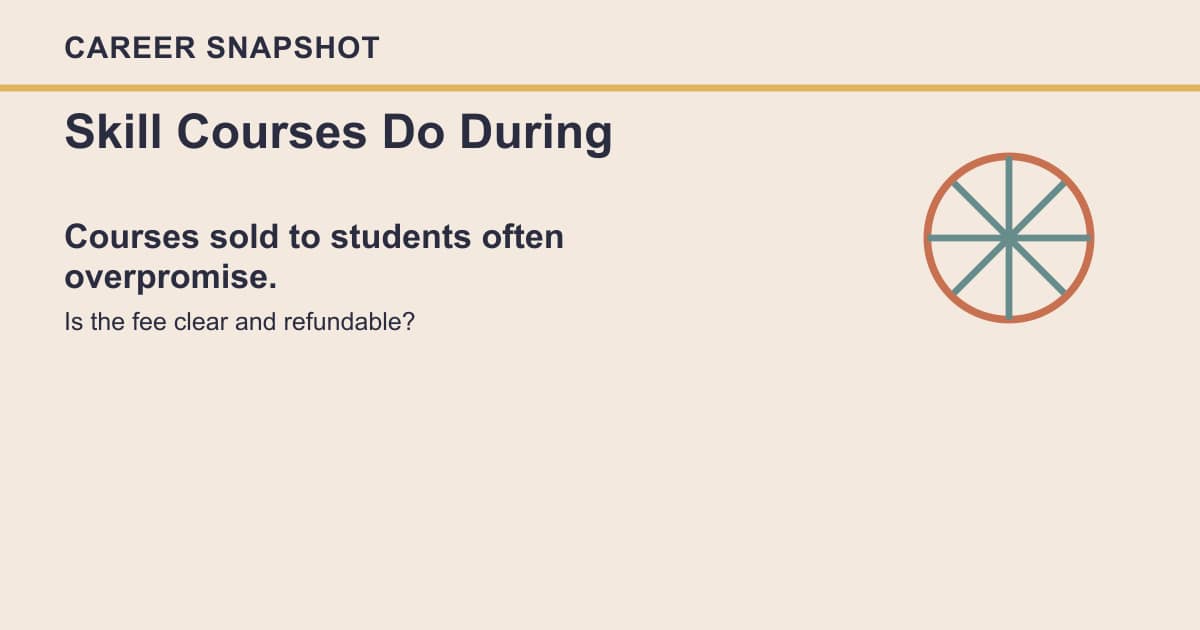 CAREER SNAPSHOT
Skill Courses Do During
Courses sold to students often
overpromise.
Is the fee clear and refundable?